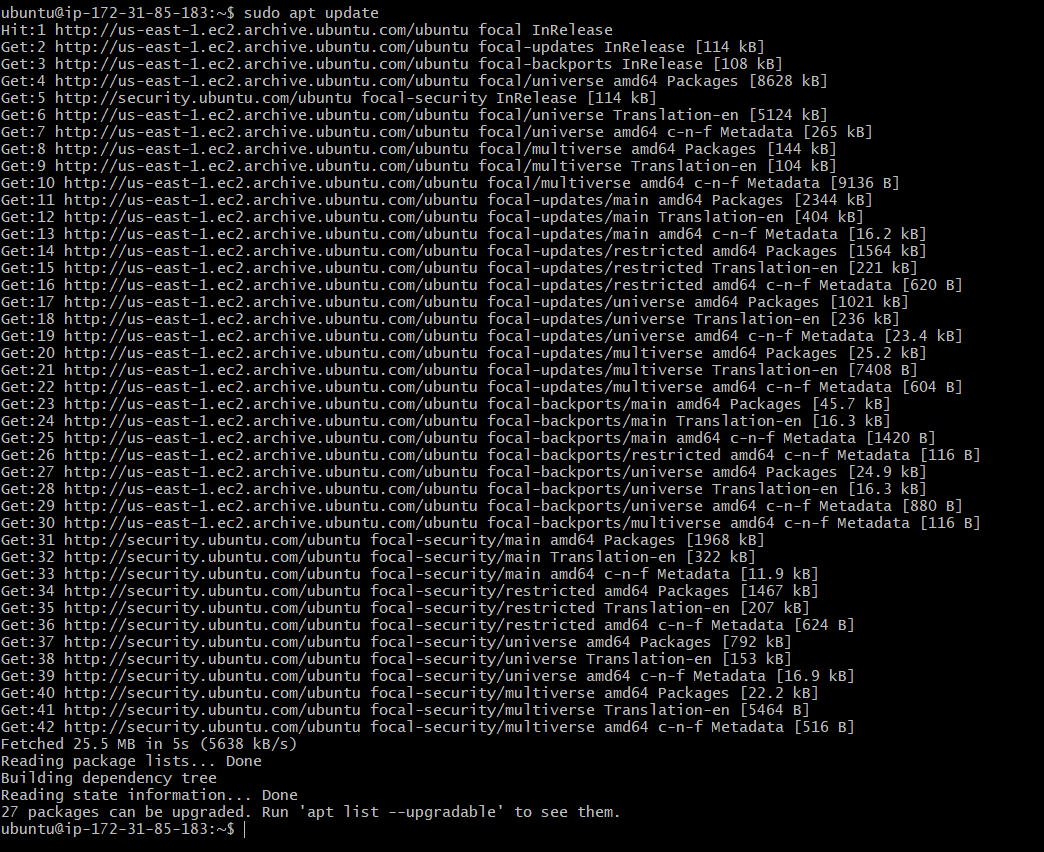 ubuntu@ip-172-31-85-183:~$ sudo apt update
Hit:1 http://us-east-1.ec2.archive.ubuntu.com/ubuntu focal InRelease
Get:2 http://us-east-1.ec2.archive.ubuntu.com/ubuntu focal-updates InRelease [114 kB]
Get:3 http://us-east-1.ec2.archive.ubuntu.com/ubuntu focal-backports InRelease [108 kB]
Get:4 http://us-east-1.ec2.archive.ubuntu.com/ubuntu focal/universe amd64 Packages [8628 kB]
Get:5 http://security.ubuntu.com/ubuntu focal-security InRelease [114 kB]
Get:6 http://us-east-1.ec2.archive.ubuntu.com/ubuntu focal/universe Translation-en [5124 kB]
Get:7 http://us-east-1.ec2.archive.ubuntu.com/ubuntu focal/universe amd64 c-n-f Metadata [265 kB]
Get:8 http://us-east-1.ec2.archive.ubuntu.com/ubuntu focal/multiverse amd64 Packages [144 kB]
Get:9 http://us-east-1.ec2.archive.ubuntu.com/ubuntu focal/multiverse Translation-en [104 kB]
Get:10 http://us-east-1.ec2.archive.ubuntu.com/ubuntu focal/multiverse amd64 c-n-f Metadata [9136 B]
Get:11 http://us-east-1.ec2.archive.ubuntu.com/ubuntu focal-updates/main amd64 Packages [2344 kB]
Get:12 http://us-east-1.ec2.archive.ubuntu.com/ubuntu focal-updates/main Translation-en [404 kB]
Get:13 http://us-east-1.ec2.archive.ubuntu.com/ubuntu focal-updates/main amd64 c-n-f Metadata [16.2 kB]
Get:14 http://us-east-1.ec2.archive.ubuntu.com/ubuntu focal-updates/restricted amd64 Packages [1564 kB]
Get:15 http://us-east-1.ec2.archive.ubuntu.com/ubuntu focal-updates/restricted Translation-en [221 kB]
Get:16 http://us-east-1.ec2.archive.ubuntu.com/ubuntu focal-updates/restricted amd64 c-n-f Metadata [620 B]
Get:17 http://us-east-1.ec2.archive.ubuntu.com/ubuntu focal-updates/universe amd64 Packages [1021 kB]
Get:18 http://us-east-1.ec2.archive.ubuntu.com/ubuntu focal-updates/universe Translation-en [236 kB]
Get:19 http://us-east-1.ec2.archive.ubuntu.com/ubuntu focal-updates/universe amd64 c-n-f Metadata [23.4 kB]
Get:20 http://us-east-1.ec2.archive.ubuntu.com/ubuntu focal-updates/multiverse amd64 Packages [25.2 kB]
Get:21 http://us-east-1.ec2.archive.ubuntu.com/ubuntu focal-updates/multiverse Translation-en [7408 B]
Get:22 http://us-east-1.ec2.archive.ubuntu.com/ubuntu focal-updates/multiverse amd64 c-n-f Metadata [604 B]
Get:23 http://us-east-1.ec2.archive.ubuntu.com/ubuntu focal-backports/main amd64 Packages [45.7 kB]
Get:24 http://us-east-1.ec2.archive.ubuntu.com/ubuntu focal-backports/main Translation-en [16.3 kB]
Get:25 http://us-east-1.ec2.archive.ubuntu.com/ubuntu focal-backports/main amd64 c-n-f Metadata [1420 B]
Get:26 http://us-east-1.ec2.archive.ubuntu.com/ubuntu focal-backports/restricted amd64 c-n-f Metadata [116 B]
Get:27 http://us-east-1.ec2.archive.ubuntu.com/ubuntu focal-backports/universe amd64 Packages [24.9 kB]
Get:28 http://us-east-1.ec2.archive.ubuntu.com/ubuntu focal-backports/universe Translation-en [16.3 kB]
Get:29 http://us-east-1.ec2.archive.ubuntu.com/ubuntu focal-backports/universe amd64 c-n-f Metadata [880 B]
Get:30 http://us-east-1.ec2.archive.ubuntu.com/ubuntu focal-backports/multiverse amd64 c-n-f Metadata [116 B]
Get:31 http://security.ubuntu.com/ubuntu focal-security/main amd64 Packages [1968 kB]
Get:32 http://security.ubuntu.com/ubuntu focal-security/main Translation-en [322 kB]
Get:33 http://security.ubuntu.com/ubuntu focal-security/main amd64 c-n-f Metadata [11.9 kB]
Get:34 http://security.ubuntu.com/ubuntu focal-security/restricted amd64 Packages [1467 kB]
Get:35 http://security.ubuntu.com/ubuntu focal-security/restricted Translation-en [207 kB]
Get:36 http://security.ubuntu.com/ubuntu focal-security/restricted amd64 c-n-f Metadata [624 B]
Get:37 http://security.ubuntu.com/ubuntu focal-security/universe amd64 Packages [792 kB]
Get:38 http://security.ubuntu.com/ubuntu focal-security/universe Translation-en [153 kB]
Get:39 http://security.ubuntu.com/ubuntu focal-security/universe amd64 c-n-f Metadata [16.9 kB]
Get:40 http://security.ubuntu.com/ubuntu focal-security/multiverse amd64 Packages [22.2 kB]
Get:41 http://security.ubuntu.com/ubuntu focal-security/multiverse Translation-en [5464 B]
Get:42 http://security.ubuntu.com/ubuntu focal-security/multiverse amd64 c-n-f Metadata [516 B]
Fetched 25.5 MB in 5s (5638 kB/s)
Reading package lists... Done
Building dependency tree
Reading state information... Done
27 packages can be upgraded. Run 'apt list --upgradable' to see them.
ubuntu@ip-172-31-85-183:~$